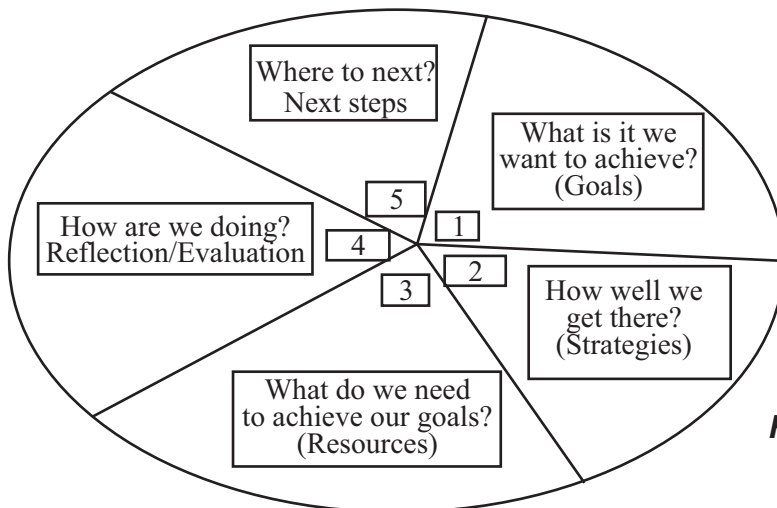 Where to next?
Next steps
What is it we
want to achieve?
(Goals)
5
1
How are we doing?
Reflection/Evaluation
4
2
3
How well we
get there?
(Strategies)
What do we need
to achieve our goals?
(Resources)